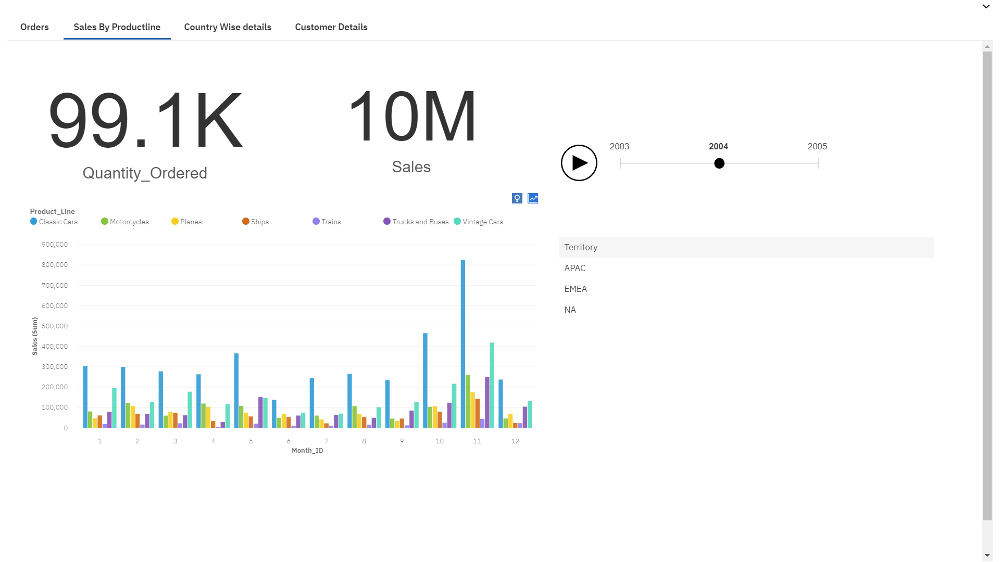 Orders Sales By Productline Country Wise details Customer Details
99.1K
Quantity_Ordered
10M
Sales
2003 2004 2005
Product_Line
Classic Cars Motorcycles Planes Ships Trains Trucks and Buses Vintage Cars
900,000
800,000
700,000
600,000
500,000
400,000
300,000
200,000
100,000
0
Sales (Sum)
1 2 3 4 5 6 7 8 9 10 11 12
Month_ID
Territory
APAC
EMEA
NA